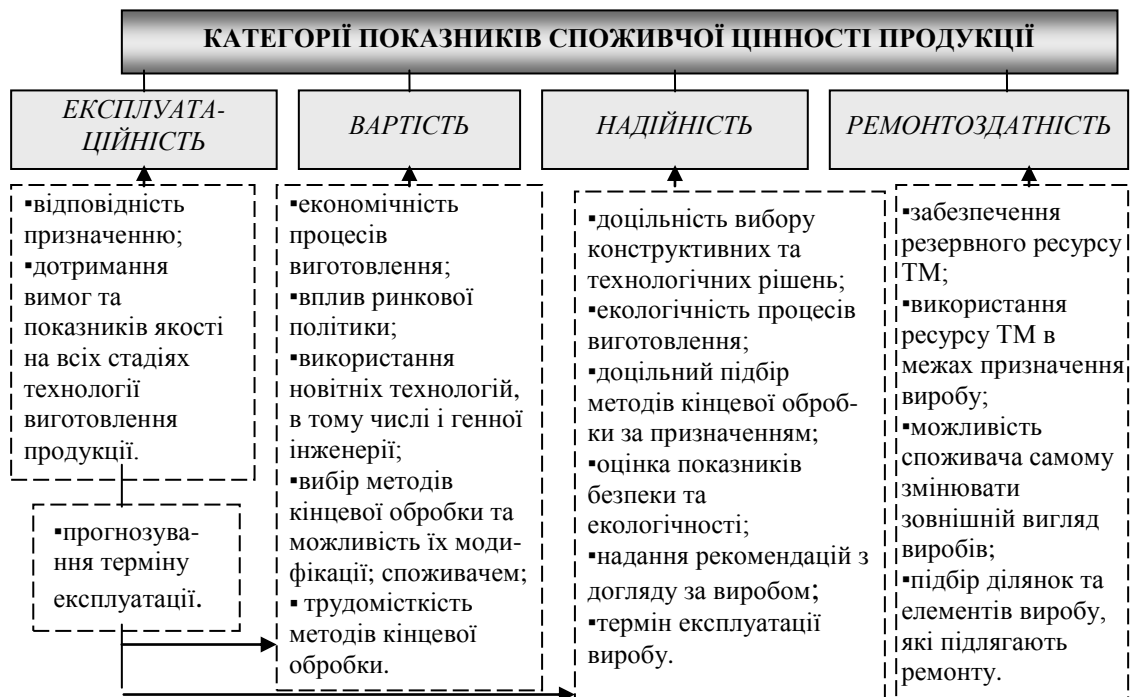 КАТЕГОРІЇ ПОКАЗНИКІВ СПОЖИВЧОЇ ЦІННОСТІ ПРОДУКЦІЇ
ЕКСПЛУАТА-
ЦІЙНІСТЬ
▪відповідність
призначенню;
▪дотримання
вимог та
показників якості
на всіх стадіях
технології
виготовлення
продукції.
▪прогнозува-
ння терміну
експлуатації.
ВАРТІСТЬ
▪економічність
процесів
виготовлення;
▪вплив ринкової
політики;
▪використання
новітніх технологій,
в тому числі і генної
інженерії;
▪вибір методів
кінцевої обробки та
можливість їх моди-
фікації; споживачем;
▪ трудомісткість
методів кінцевої
обробки.
НАДІЙНІСТЬ
▪доцільність вибору
конструктивних та
технологічних рішень;
▪екологічність процесів
виготовлення;
▪доцільний підбір
методів кінцевої оброб-
ки за призначенням;
▪оцінка показників
безпеки та
екологічності;
▪надання рекомендацій з
догляду за виробом;
▪термін експлуатації
виробу.
РЕМОНТОЗДАТНІСТЬ
▪забезпечення
резервного ресурсу
ТМ;
▪використання
ресурсу ТМ в
межах призначення
виробу;
▪можливість
споживача самому
змінювати
зовнішній вигляд
виробів;
▪підбір ділянок та
елементів виробу,
які підлягають
ремонту.